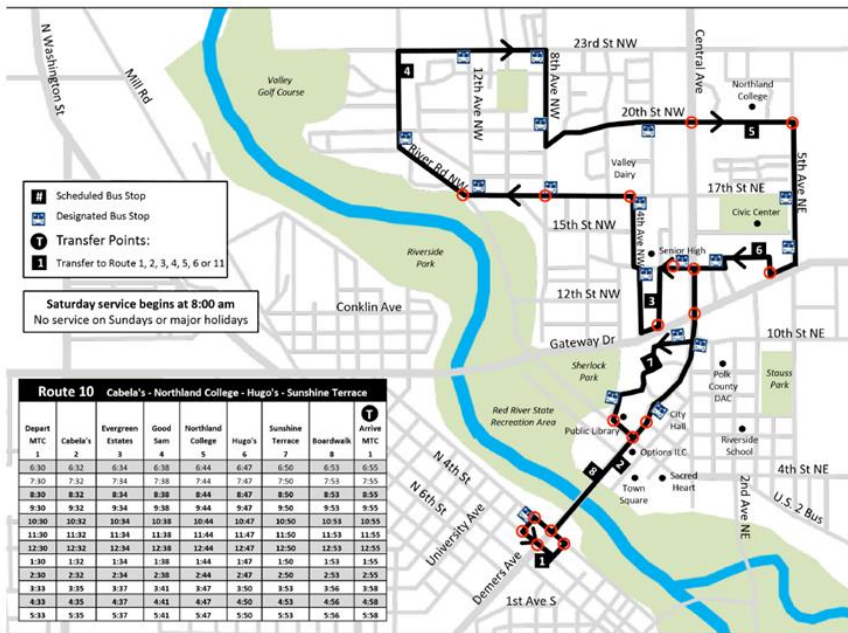 N Washington St
Mill Rd
Valley
Golf Course
23rd St NW
12th Ave NW
8th Ave NW
Central Ave
Northland
College
20th St NW
4
5
River Rd NW
Valley
Dairy
5th Ave NE
17th St NE
Civic Center
15th St NW
4th Ave NW
Senior High
6
Riverside
Park
12th St NW
3
# Scheduled Bus Stop
Designated Bus Stop
T Transfer Points:
1 Transfer to Route 1, 2, 3, 4, 5, 6 or 11
Saturday service begins at 8:00 am
No service on Sundays or major holidays
Conklin Ave
Gateway Dr
10th St NE
7
Sherlock
Park
Polk
County
DAC
Stauss
Park
Red River State
Recreation Area
Public Library
City
Hall
Riverside
School
Options ILC
4th St NE
8
2
Town
Square
Sacred
Heart
2nd Ave NE
U.S. 2 Bus
N 4th St
N 6th St
University Ave
Demers Ave
1
1st Ave S
Route 10 Cabela's - Northland College - Hugo's - Sunshine Terrace
T
Depart MTC Cabela's Evergreen Estates Good Sam Northland College Hugo's Sunshine Terrace Boardwalk Arrive MTC
1 2 3 4 5 6 7 8 1
6:30 6:32 6:34 6:38 6:44 6:47 6:50 6:53 6:55
7:30 7:32 7:34 7:38 7:44 7:47 7:50 7:53 7:55
8:30 8:32 8:34 8:38 8:44 8:47 8:50 8:53 8:55
9:30 9:32 9:34 9:38 9:44 9:47 9:50 9:53 9:55
10:30 10:32 10:34 10:38 10:44 10:47 10:50 10:53 10:55
11:30 11:32 11:34 11:38 11:44 11:47 11:50 11:53 11:55
12:30 12:32 12:34 12:38 12:44 12:47 12:50 12:53 12:55
1:30 1:32 1:34 1:38 1:44 1:47 1:50 1:53 1:55
2:30 2:32 2:34 2:38 2:44 2:47 2:50 2:53 2:55
3:33 3:35 3:37 3:41 3:47 3:50 3:53 3:56 3:58
4:33 4:35 4:37 4:41 4:47 4:50 4:53 4:56 4:58
5:33 5:35 5:37 5:41 5:47 5:50 5:53 5:56 5:58